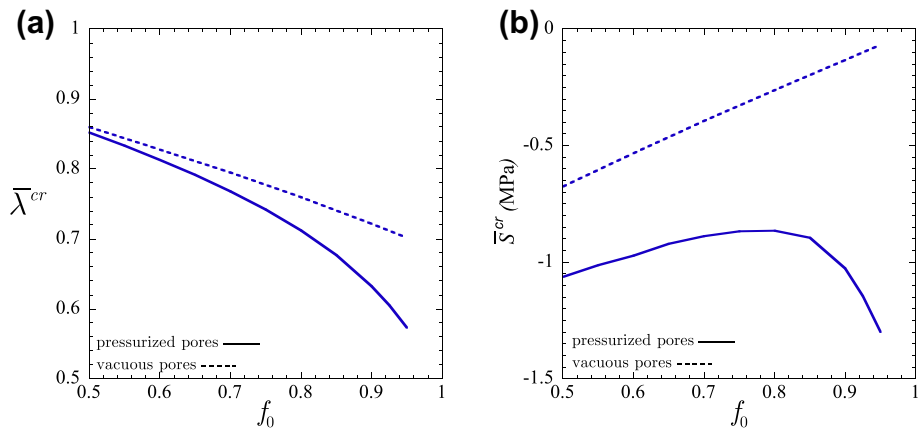 (a)
1
0.9
0.8
0.7
0.6
0.5
λ̅ᶜʳ
pressurized pores
vacuous pores
0.5 0.6 0.7 0.8 0.9 1
f₀
(b)
0
-0.5
-1
-1.5
S̅ᶜʳ (MPa)
pressurized pores
vacuous pores
0.5 0.6 0.7 0.8 0.9 1
f₀